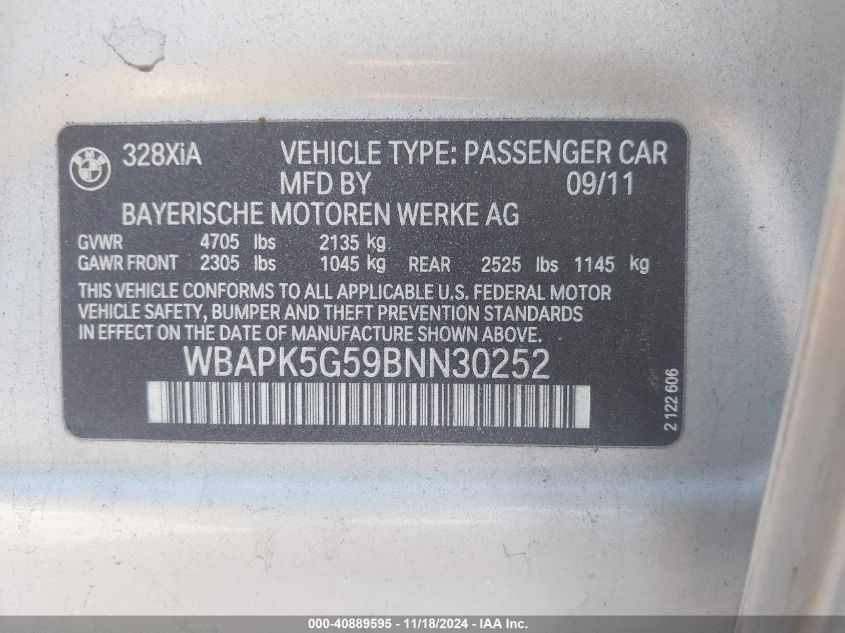 BMW
328XiA VEHICLE TYPE: PASSENGER CAR
MFD BY 09/11
BAYERISCHE MOTOREN WERKE AG
GVWR 4705 lbs 2135 kg
GAWR FRONT 2305 lbs 1045 kg REAR 2525 lbs 1145 kg
THIS VEHICLE CONFORMS TO ALL APPLICABLE U.S. FEDERAL MOTOR
VEHICLE SAFETY, BUMPER AND THEFT PREVENTION STANDARDS
IN EFFECT ON THE DATE OF MANUFACTURE SHOWN.
WBAPK5G59BNN30252
2 122 606
000-40889595 - 11/18/2024 - WILLIAM STEIN